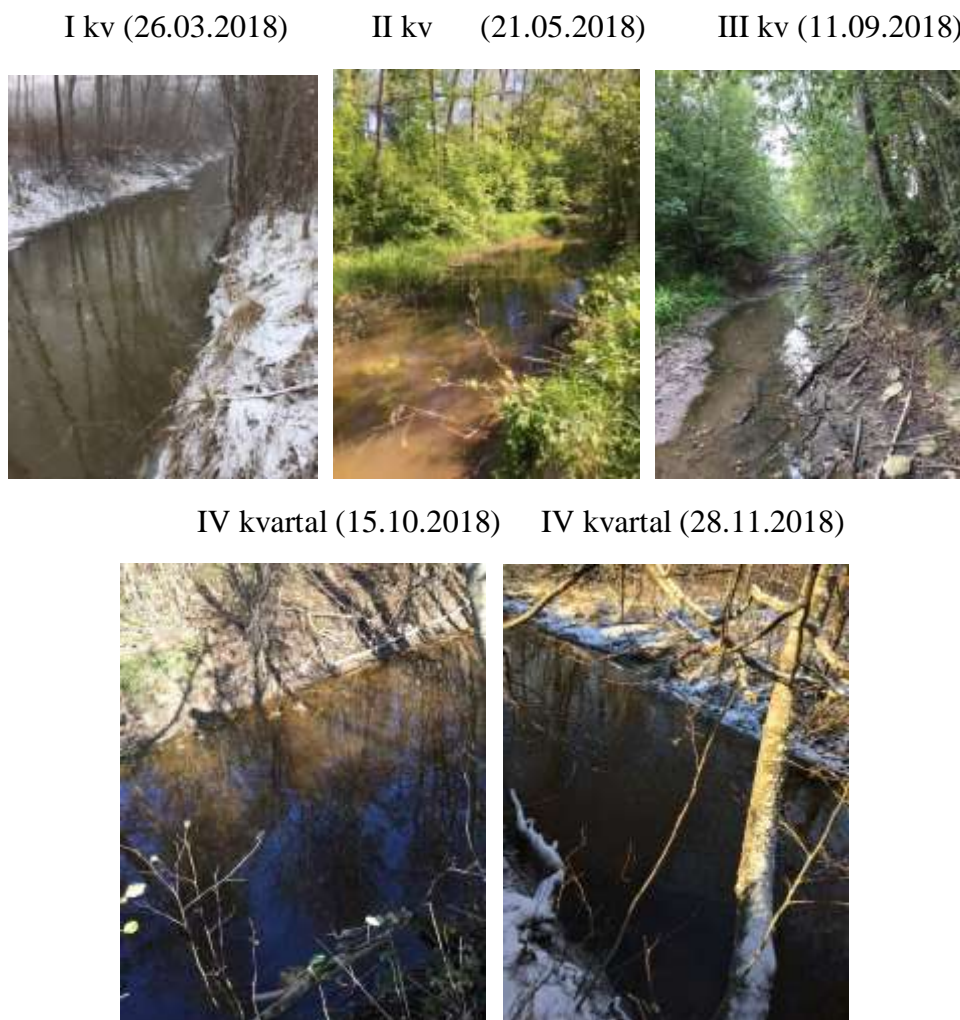 I kv (26.03.2018) II kv (21.05.2018) III kv (11.09.2018)
IV kvartal (15.10.2018) IV kvartal (28.11.2018)